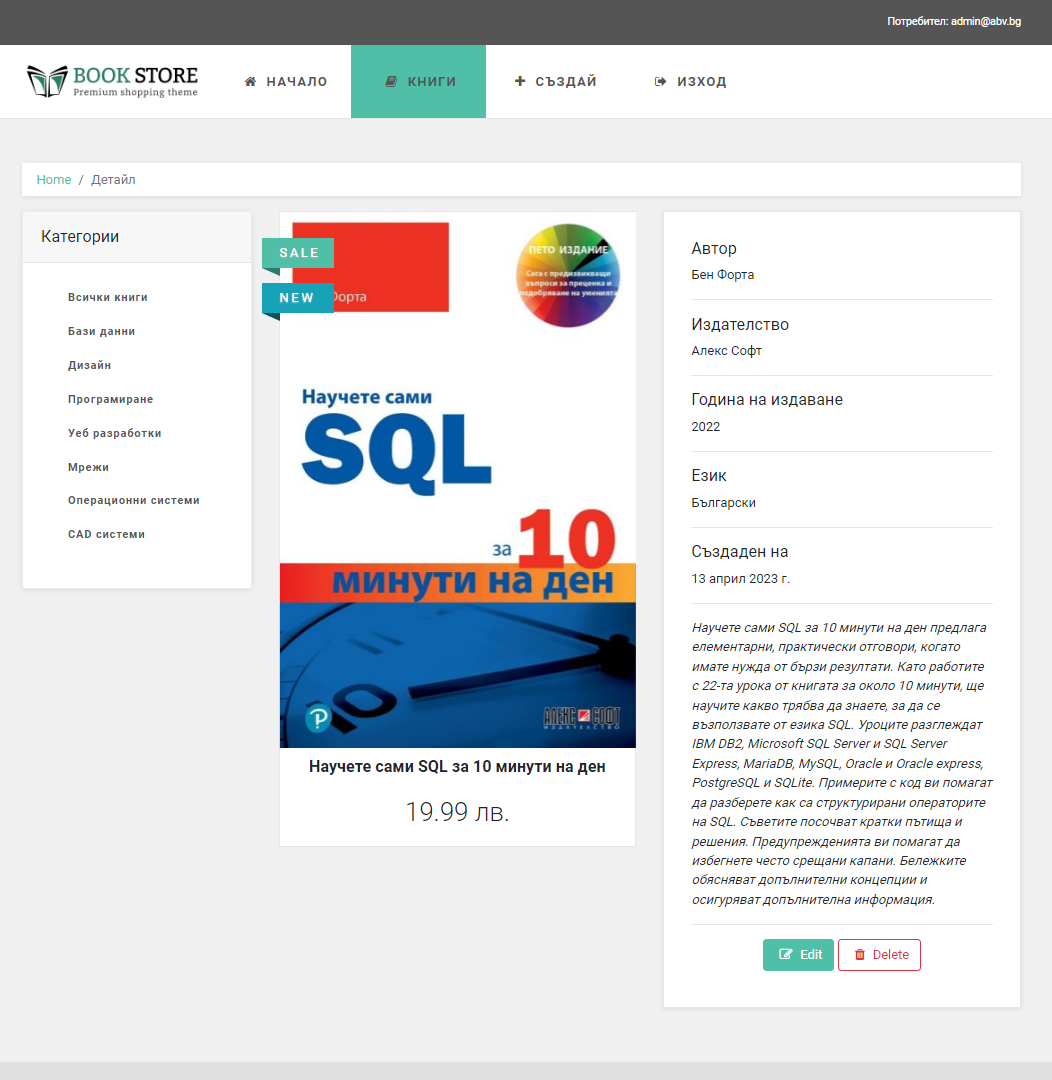 Потребител: admin@abv.bg
BOOK STORE
Premium shopping theme
НАЧАЛО
КНИГИ
СЪЗДАЙ
ИЗХОД
Home / Детайл
Категории
Всички книги
Бази данни
Дизайн
Програмиране
Уеб разработки
Мрежи
Операционни системи
CAD системи
SALE
NEW
Форта
ПЕТО ИЗДАНИЕ
Сега с предизвикващи
въпроси за преценка и
подобряване на уменията
Научете сами
SQL
за 10
минути на ден
АЛЕКС СОФТ
ИЗДАТЕЛСТВО
Научете сами SQL за 10 минути на ден
19.99 лв.
Автор
Бен Форта
Издателство
Алекс Софт
Година на издаване
2022
Език
Български
Създаден на
13 април 2023 г.
Научете сами SQL за 10 минути на ден предлага
елементарни, практически отговори, когато
имате нужда от бързи резултати. Като работите
с 22-та урока от книгата за около 10 минути, ще
научите какво трябва да знаете, за да се
възползвате от езика SQL. Уроците разглеждат
IBM DB2, Microsoft SQL Server и SQL Server
Express, MariaDB, MySQL, Oracle и Oracle express,
PostgreSQL и SQLite. Примерите с код ви помагат
да разберете как са структурирани операторите
на SQL. Съветите посочват кратки пътища и
решения. Предупрежденията ви помагат да
избегнете често срещани капани. Бележките
обясняват допълнителни концепции и
осигуряват допълнителна информация.
Edit
Delete